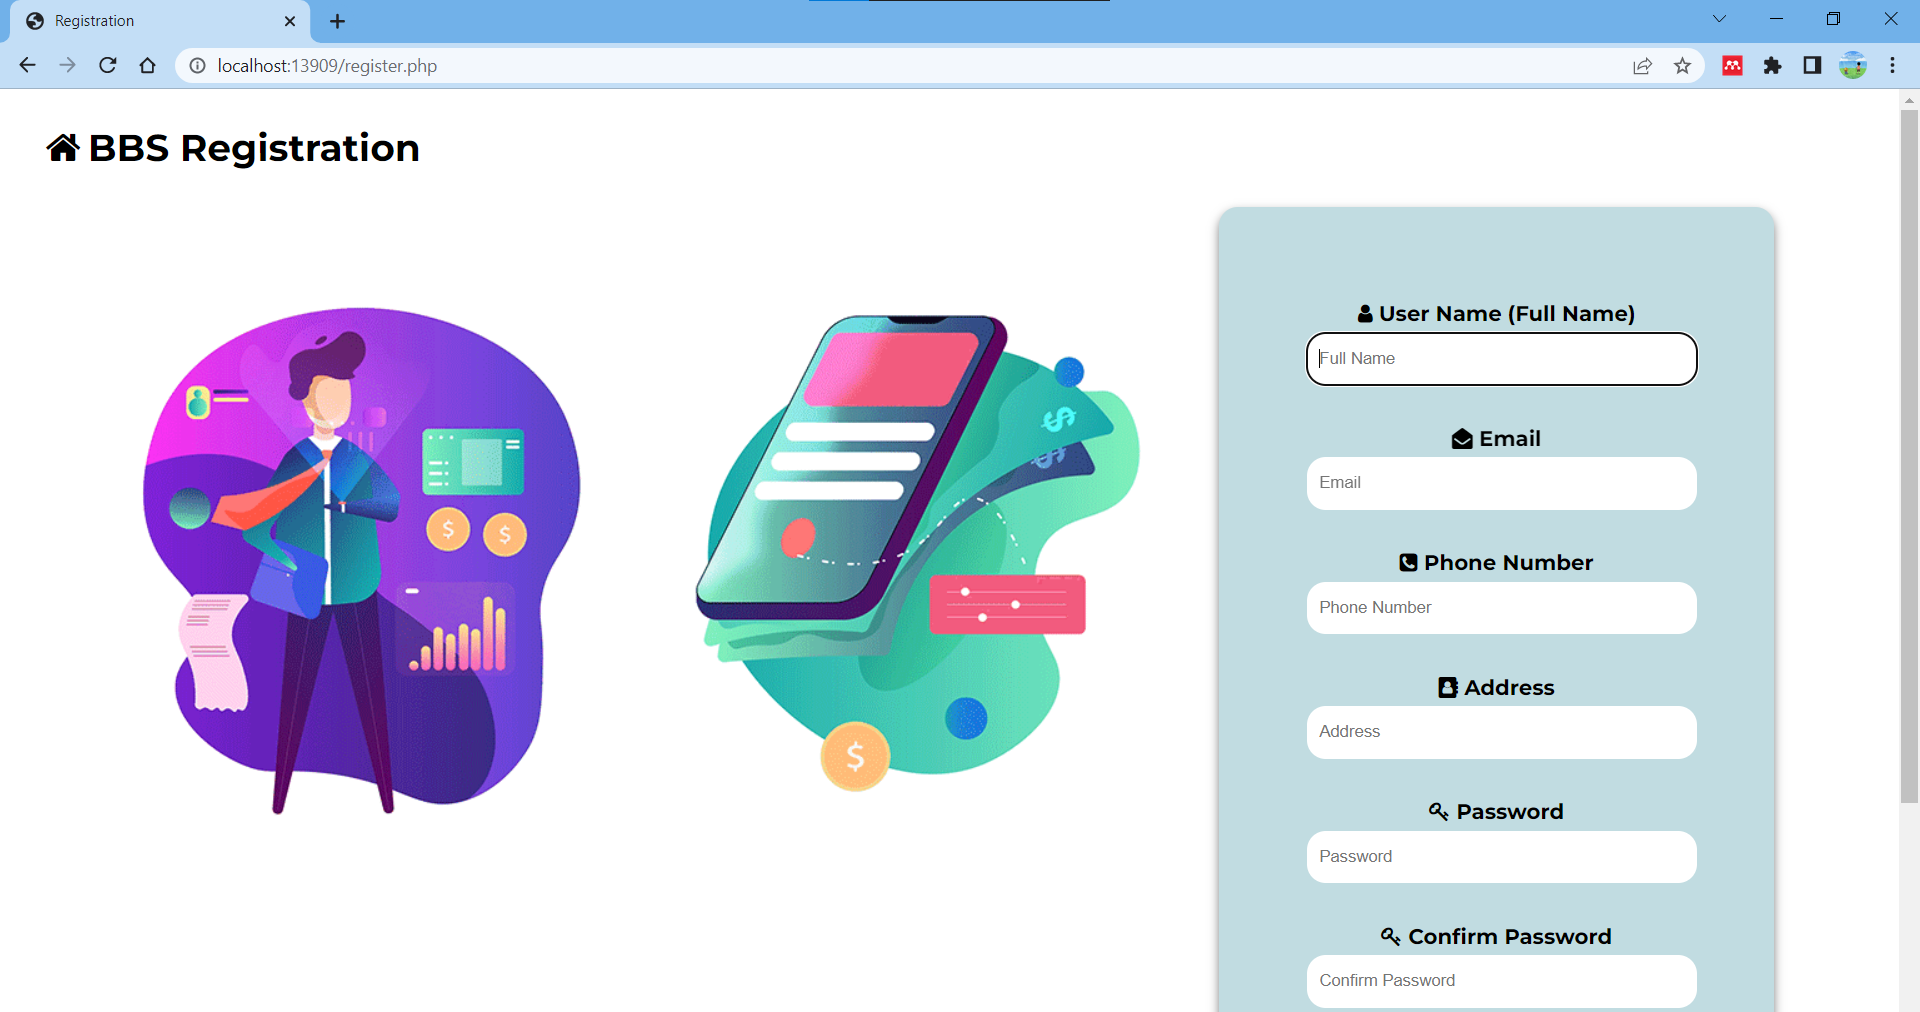 Registration
localhost:13909/register.php
BBS Registration
User Name (Full Name)
Full Name
Email
Email
Phone Number
Phone Number
Address
Address
Password
Password
Confirm Password
Confirm Password
$
$
$
$
$